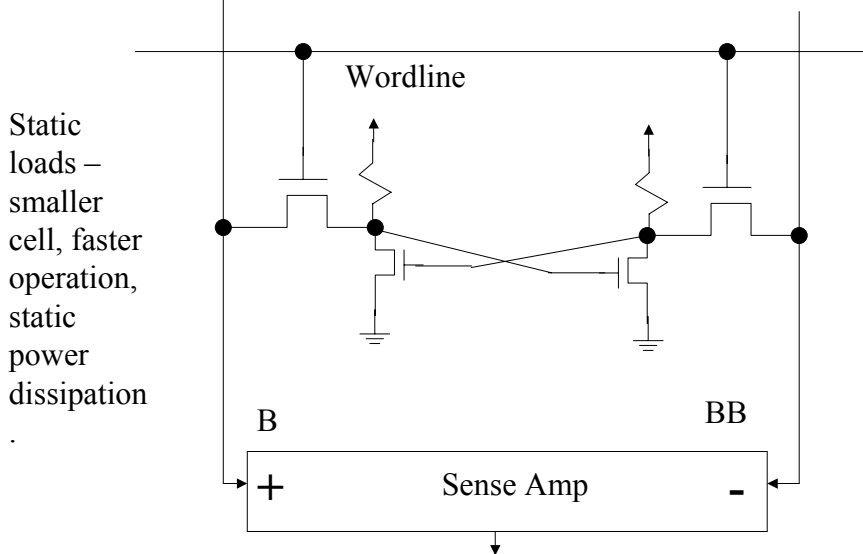 Wordline
Static
loads –
smaller
cell, faster
operation,
static
power
dissipation
.
B
BB
+
Sense Amp
-